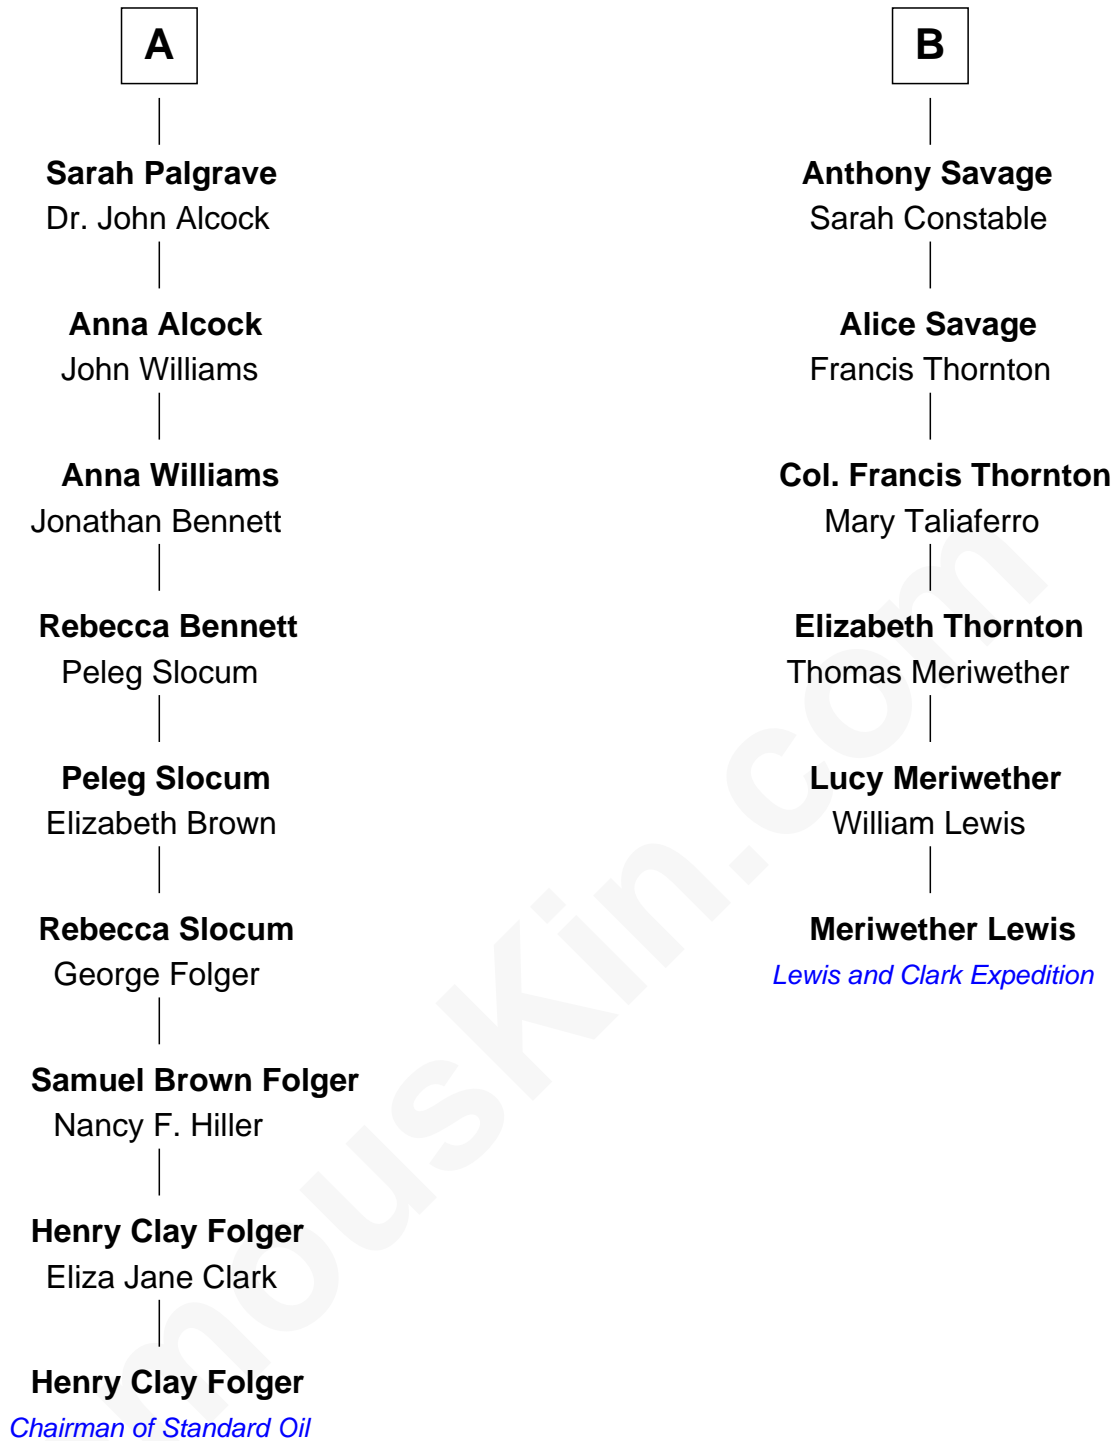 A
Sarah Palgrave
Dr. John Alcock
Anna Alcock
John Williams
Anna Williams
Jonathan Bennett
Rebecca Bennett
Peleg Slocum
Peleg Slocum
Elizabeth Brown
Rebecca Slocum
George Folger
Samuel Brown Folger
Nancy F. Hiller
Henry Clay Folger
Eliza Jane Clark
Henry Clay Folger
Chairman of Standard Oil
B
Anthony Savage
Sarah Constable
Alice Savage
Francis Thornton
Col. Francis Thornton
Mary Taliaferro
Elizabeth Thornton
Thomas Meriwether
Lucy Meriwether
William Lewis
Meriwether Lewis
Lewis and Clark Expedition
mousKin.com